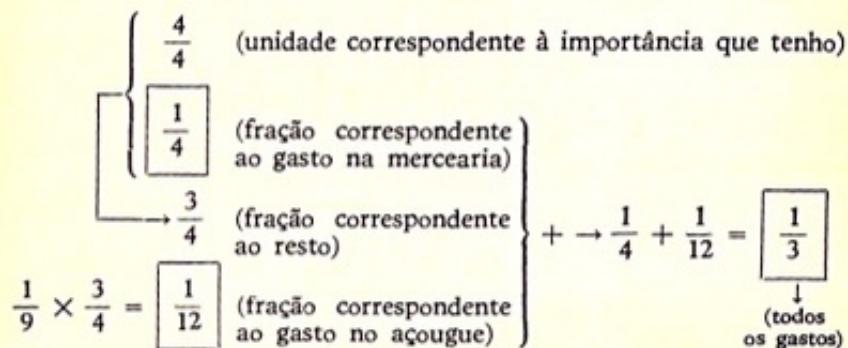 4/4 (unidade correspondente à importância que tenho)
1/4 (fração correspondente
ao gasto na mercearia)
3/4 (fração correspondente
ao resto)
+ → 1/4 + 1/12 = 1/3
1/9 × 3/4 = 1/12 (fração correspondente
ao gasto no açougue)
(todos
os gastos)